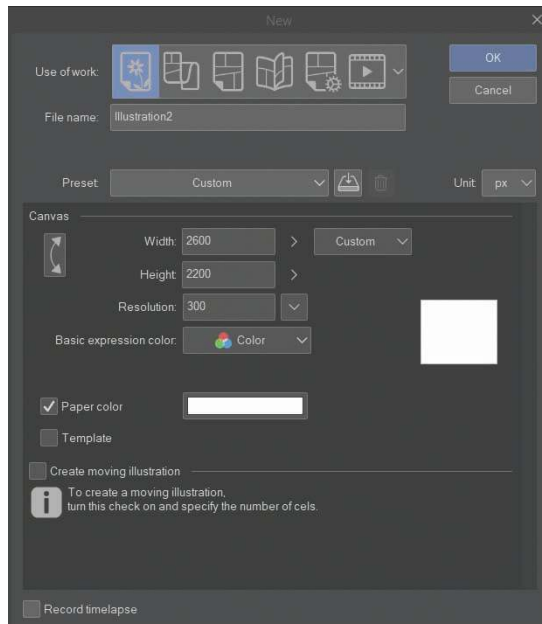 New
Use of work:
OK
Cancel
File name: Illustration2
Preset: Custom
Unit: px
Canvas
Width: 2600
Custom
Height: 2200
Resolution: 300
Basic expression color: Color
Paper color
Template
Create moving illustration
To create a moving illustration,
turn this check on and specify the number of cels.
Record timelapse